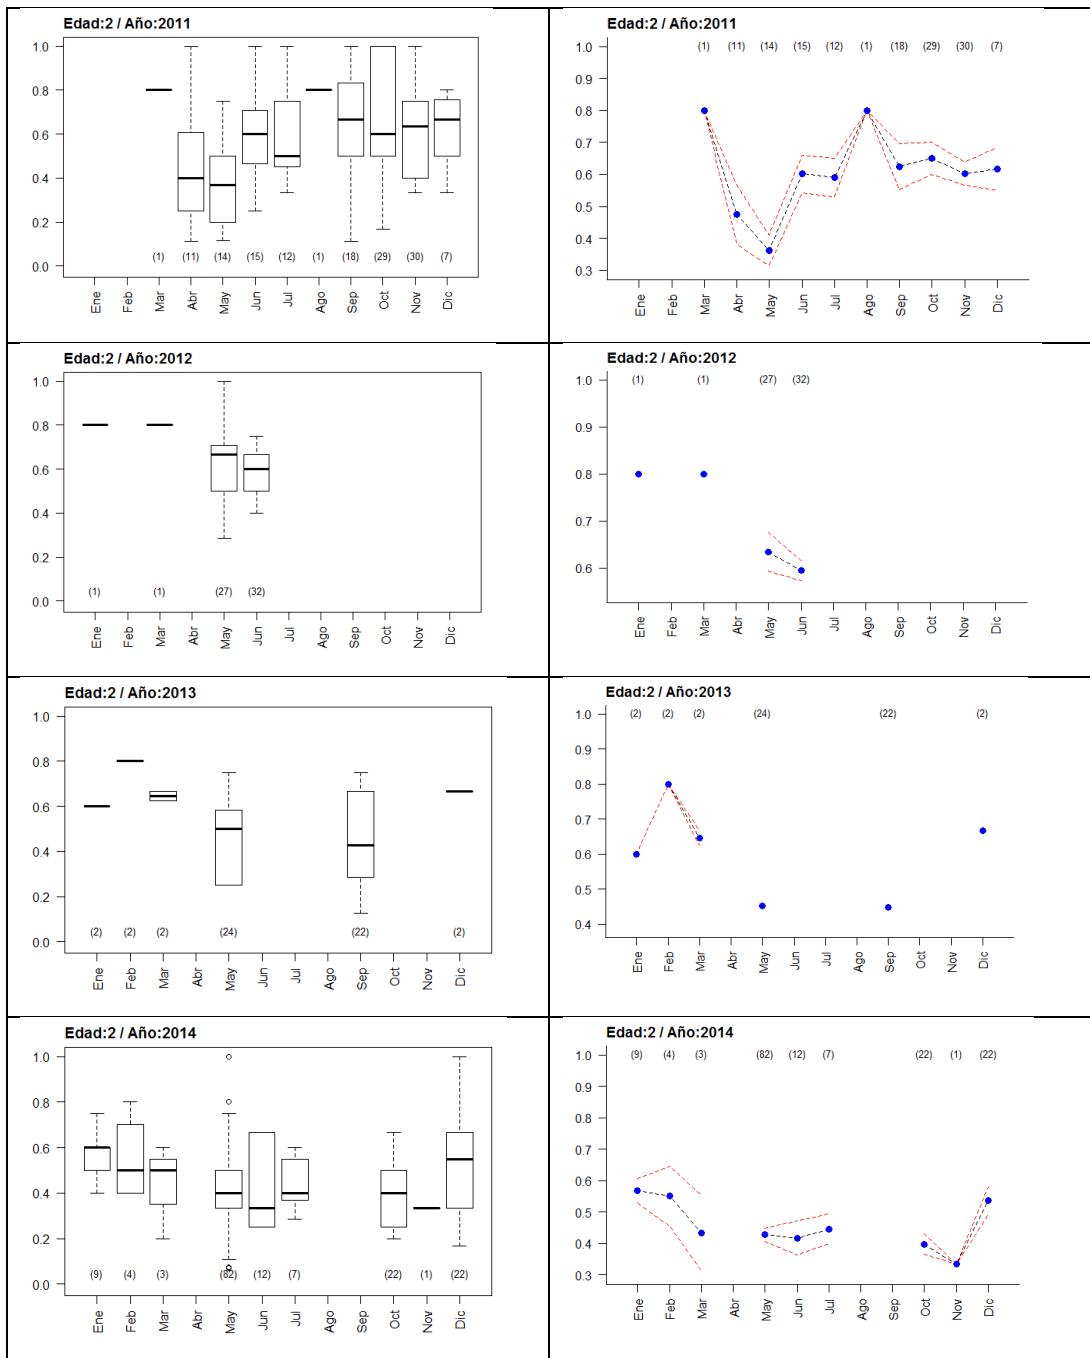 Edad:2 / Año:2011
1.0
0.8
0.6
0.4
0.2
0.0
(1) (11) (14) (15) (12) (1) (18) (29) (30) (7)
Ene Feb Mar Abr May Jun Jul Ago Sep Oct Nov Dic
Edad:2 / Año:2011
(1) (11) (14) (15) (12) (1) (18) (29) (30) (7)
1.0
0.9
0.8
0.7
0.6
0.5
0.4
0.3
Ene Feb Mar Abr May Jun Jul Ago Sep Oct Nov Dic
Edad:2 / Año:2012
1.0
0.8
0.6
0.4
0.2
0.0
(1) (1) (27) (32)
Ene Feb Mar Abr May Jun Jul Ago Sep Oct Nov Dic
Edad:2 / Año:2012
(1) (1) (27) (32)
1.0
0.9
0.8
0.7
0.6
Ene Feb Mar Abr May Jun Jul Ago Sep Oct Nov Dic
Edad:2 / Año:2013
1.0
0.8
0.6
0.4
0.2
0.0
(2) (2) (2) (24) (22) (2)
Ene Feb Mar Abr May Jun Jul Ago Sep Oct Nov Dic
Edad:2 / Año:2013
(2) (2) (2) (24) (22) (2)
1.0
0.9
0.8
0.7
0.6
0.5
0.4
Ene Feb Mar Abr May Jun Jul Ago Sep Oct Nov Dic
Edad:2 / Año:2014
1.0
0.8
0.6
0.4
0.2
0.0
(9) (4) (3) (82) (12) (7) (22) (1) (22)
Ene Feb Mar Abr May Jun Jul Ago Sep Oct Nov Dic
Edad:2 / Año:2014
(9) (4) (3) (82) (12) (7) (22) (1) (22)
1.0
0.9
0.8
0.7
0.6
0.5
0.4
0.3
Ene Feb Mar Abr May Jun Jul Ago Sep Oct Nov Dic